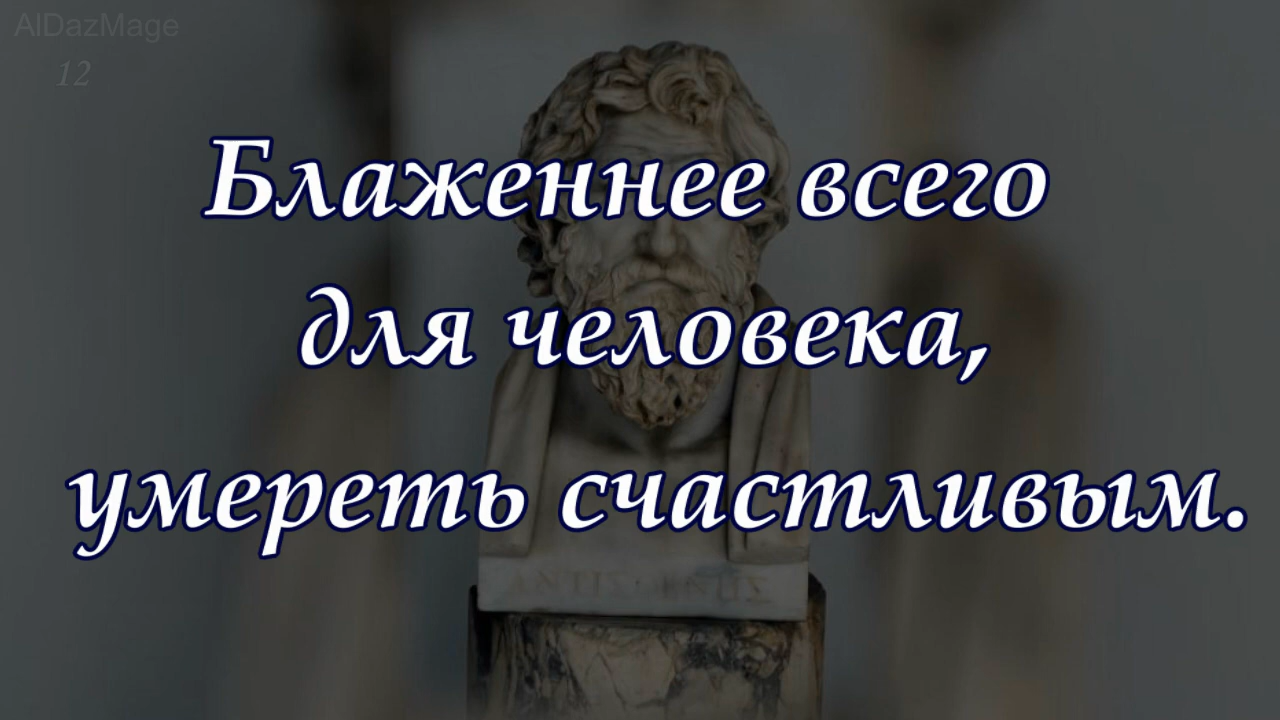 AlDazMage
12
Блаженнее всего
для человека,
умереть счастливым.